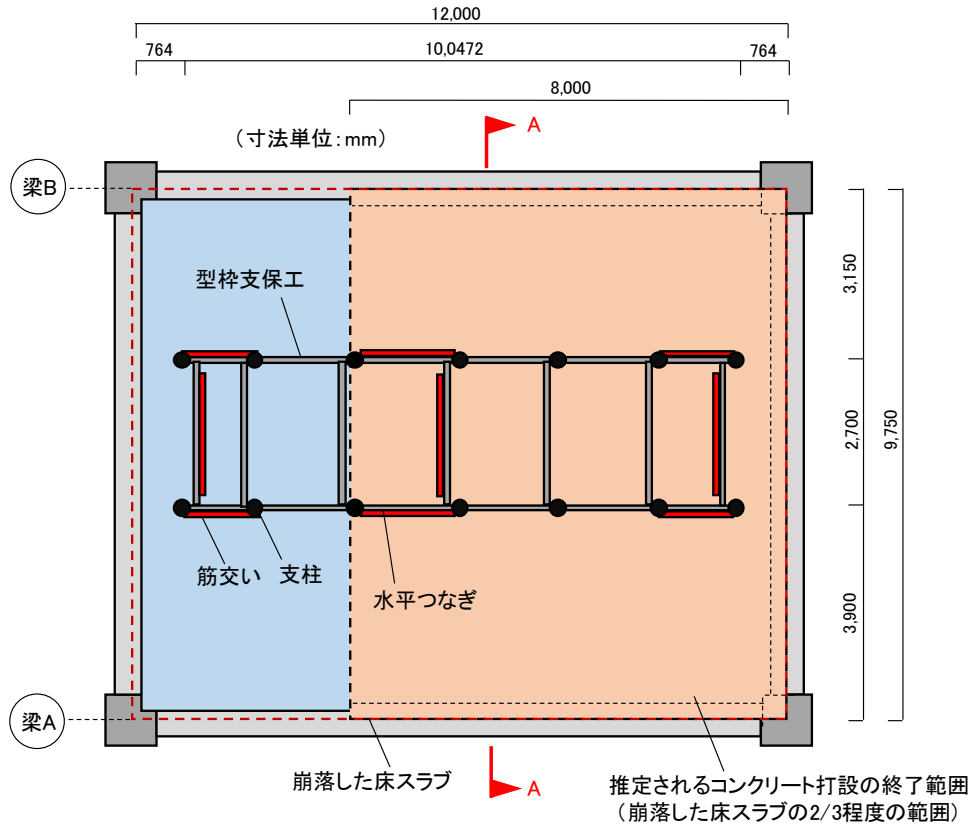 12,000
764
10,0472
764
8,000
(寸法単位:mm)
A
梁B
3,150
型枠支保工
2,700
9,750
筋交い
支柱
水平つなぎ
3,900
梁A
崩落した床スラブ
A
推定されるコンクリート打設の終了範囲
(崩落した床スラブの2/3程度の範囲)